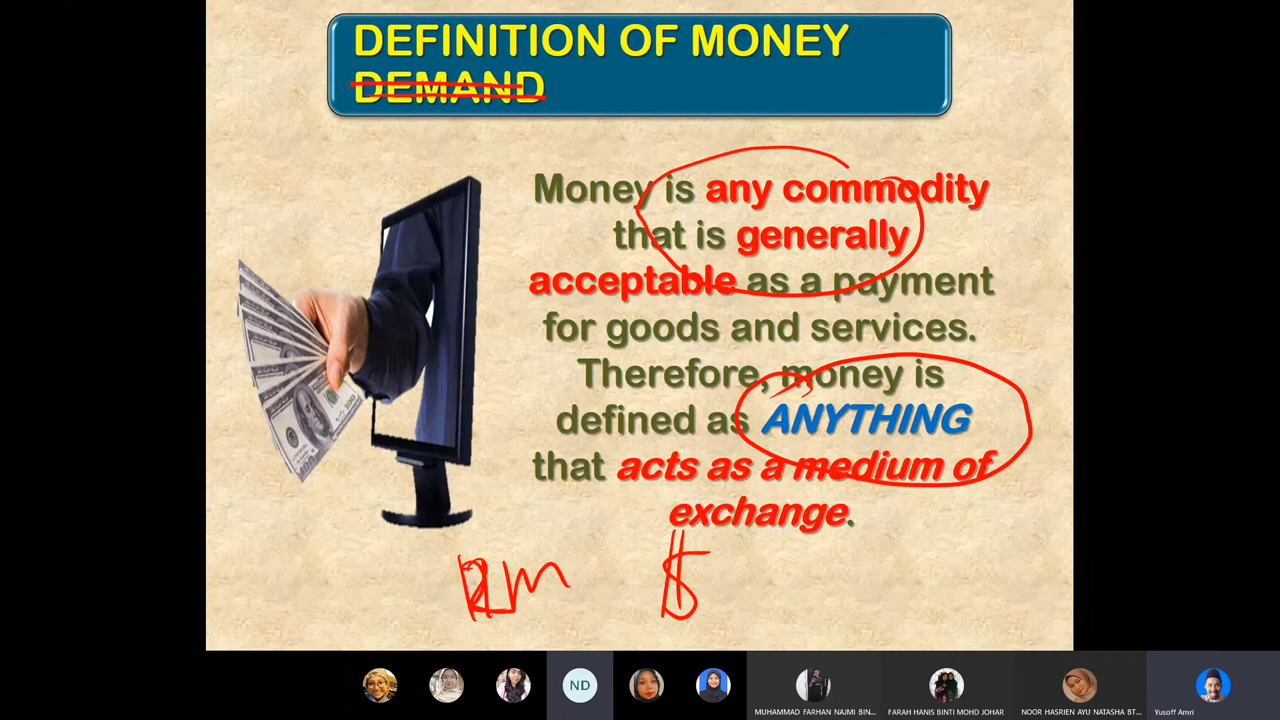 DEFINITION OF MONEY
DEMAND
Money is any commodity
that is generally
acceptable as a payment
for goods and services.
Therefore, money is
defined as ANYTHING
that acts as a medium of
exchange.
RM $
ND
MUHAMMAD FARHAN NAJMI BIN... FARAH HANIS BINTI MOHD JOHAR NOOR HASRIEN AYU NATASHA BT... Yusoff Amri